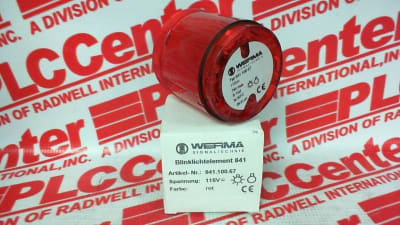 PLCCenter
A DIVISION OF RADWELL INTERNATIONAL, INC.
WERMA
WERMA
SIGNALTECHNIK
Blinklichtelement 841
Artikel-Nr.: 841.100.67
Spannung: 115V
Farbe: rot
CE